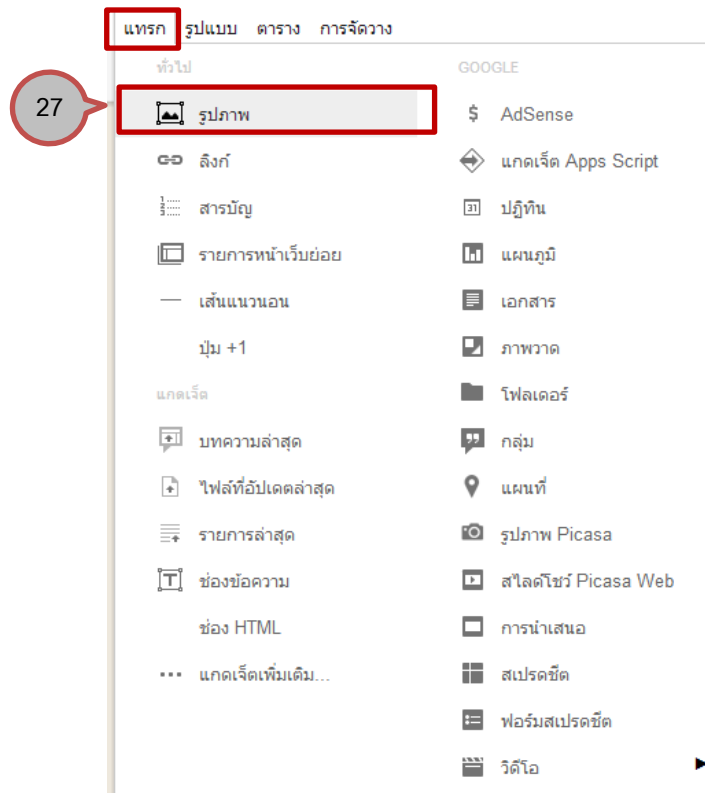 แทรก รูปแบบ ตาราง การจัดวาง
ทั่วไป
27
รูปภาพ
ลิงก์
สารบัญ
รายการหน้าเว็บย่อย
เส้นแนวนอน
ปุ่ม +1
แกดเจ็ต
บทความล่าสุด
ไฟล์ที่อัปเดตล่าสุด
รายการล่าสุด
ช่องข้อความ
ช่อง HTML
แกดเจ็ตเพิ่มเติม...
GOOGLE
AdSense
แกดเจ็ต Apps Script
ปฏิทิน
แผนภูมิ
เอกสาร
ภาพวาด
โฟลเดอร์
กลุ่ม
แผนที่
รูปภาพ Picasa
สไลด์โชว์ Picasa Web
การนำเสนอ
สเปรดชีต
ฟอร์มสเปรดชีต
วิดีโอ